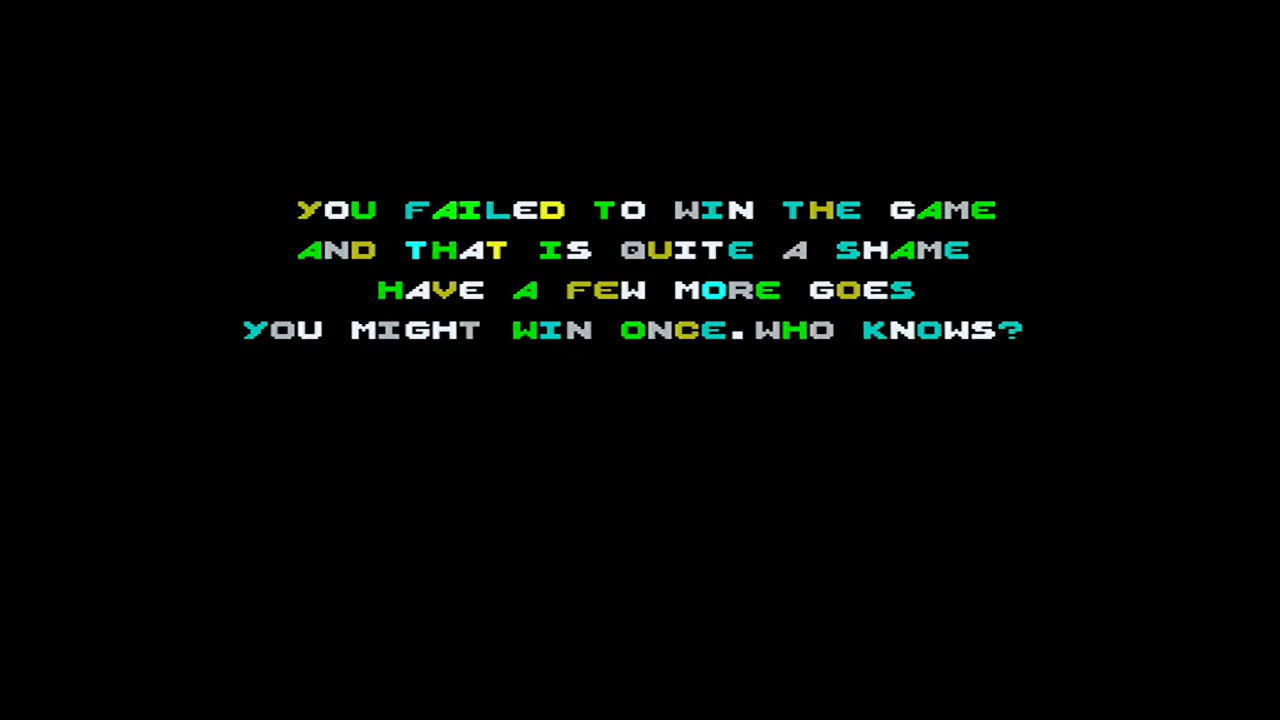 YOU FAILED TO WIN THE GAME
AND THAT IS QUITE A SHAME
HAVE A FEW MORE GOES
YOU MIGHT WIN ONCE.WHO KNOWS?